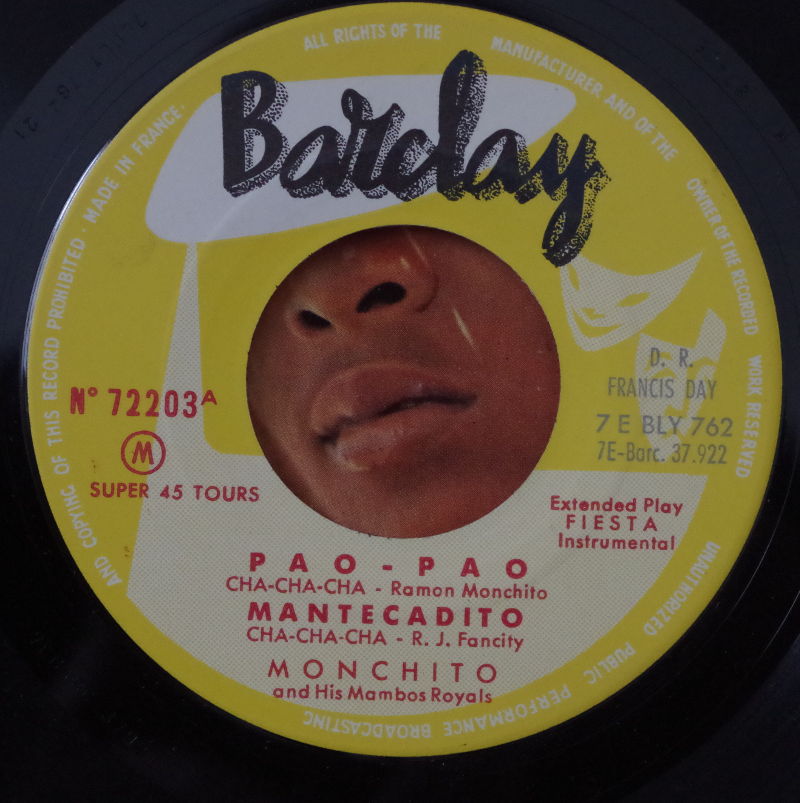 ALL RIGHTS OF THE MANUFACTURER AND OF THE OWNER OF THE RECORDED WORK RESERVED
UNAUTHORIZED PUBLIC PERFORMANCE BROADCASTING
AND COPYING OF THIS RECORD PROHIBITED · MADE IN FRANCE ·
Barclay
D. R.
FRANCIS DAY
7 E BLY 762
7E-Barc. 37.922
N° 72203A
M
SUPER 45 TOURS
Extended Play
FIESTA
Instrumental
PAO - PAO
CHA-CHA-CHA - Ramon Monchito
MANTECADITO
CHA-CHA-CHA - R. J. Fancity
MONCHITO
and His Mambos Royals